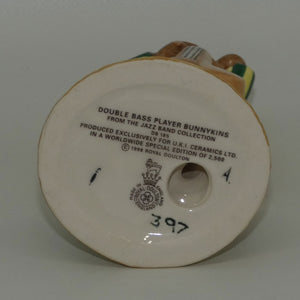 DOUBLE BASS PLAYER BUNNYKINS
FROM THE JAZZ BAND COLLECTION
DB 185
PRODUCED EXCLUSIVELY FOR U.K.I. CERAMICS LTD.
IN A WORLDWIDE SPECIAL EDITION OF 2,500
© 1998 ROYAL DOULTON
397